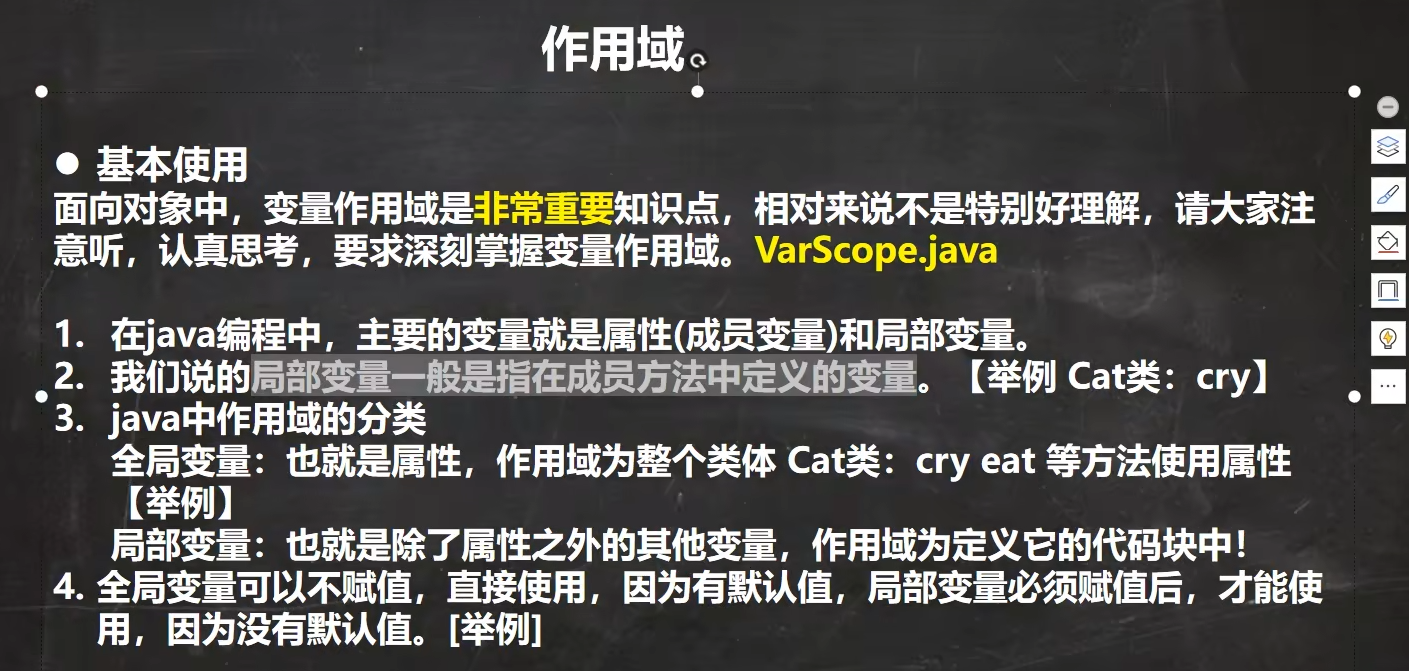 作用域
● 基本使用
面向对象中，变量作用域是非常重要知识点，相对来说不是特别好理解，请大家注
意听，认真思考，要求深刻掌握变量作用域。VarScope.java
1. 在java编程中，主要的变量就是属性(成员变量)和局部变量。
2. 我们说的局部变量一般是指在成员方法中定义的变量。【举例 Cat类：cry】
3. java中作用域的分类
全局变量：也就是属性，作用域为整个类体 Cat类：cry eat 等方法使用属性
【举例】
局部变量：也就是除了属性之外的其他变量，作用域为定义它的代码块中！
4. 全局变量可以不赋值，直接使用，因为有默认值，局部变量必须赋值后，才能使
用，因为没有默认值。[举例]